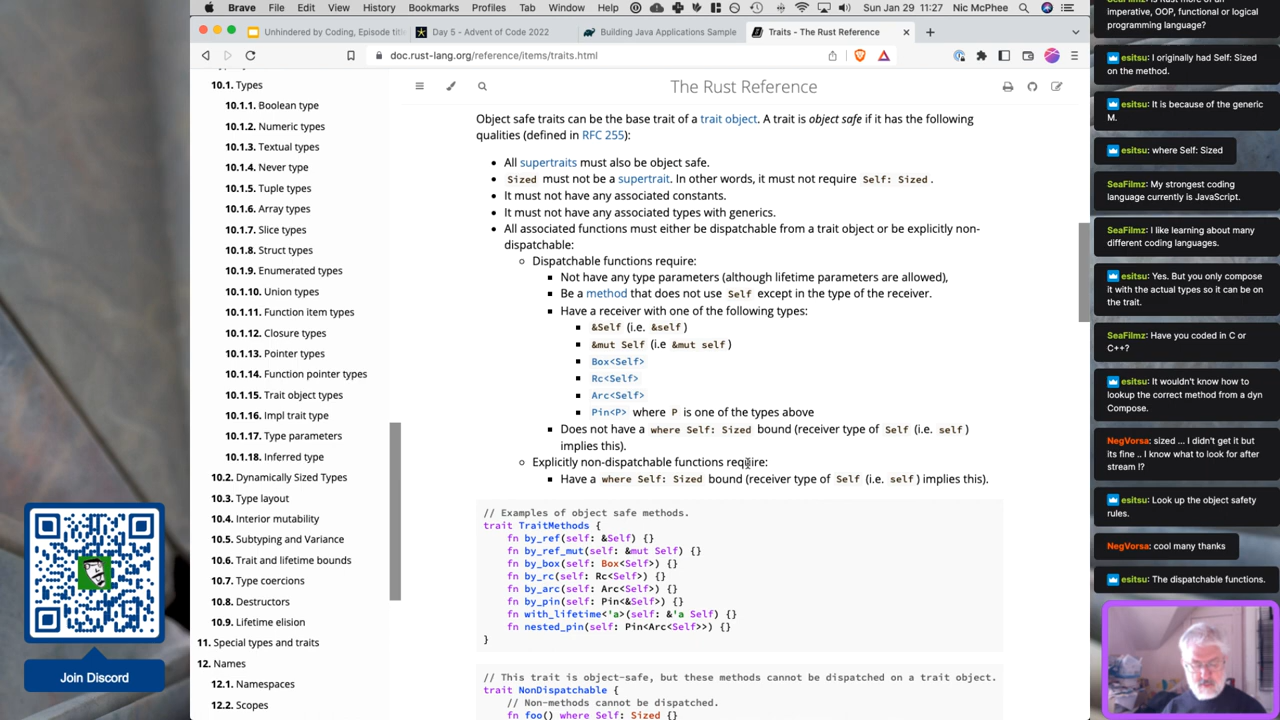 Brave File Edit View History Bookmarks Profiles Tab Window Help Sun Jan 29 11:27 Nic McPhee
Unhindered by Coding, Episode title
Day 5 - Advent of Code 2022
Building Java Applications Sample
Traits - The Rust Reference
doc.rust-lang.org/reference/items/traits.html
10.1. Types
10.1.1. Boolean type
10.1.2. Numeric types
10.1.3. Textual types
10.1.4. Never type
10.1.5. Tuple types
10.1.6. Array types
10.1.7. Slice types
10.1.8. Struct types
10.1.9. Enumerated types
10.1.10. Union types
10.1.11. Function item types
10.1.12. Closure types
10.1.13. Pointer types
10.1.14. Function pointer types
10.1.15. Trait object types
10.1.16. Impl trait type
10.1.17. Type parameters
10.1.18. Inferred type
10.2. Dynamically Sized Types
10.3. Type layout
10.4. Interior mutability
10.5. Subtyping and Variance
10.6. Trait and lifetime bounds
10.7. Type coercions
10.8. Destructors
10.9. Lifetime elision
11. Special types and traits
12. Names
12.1. Namespaces
12.2. Scopes
The Rust Reference
Object safe traits can be the base trait of a trait object. A trait is object safe if it has the following
qualities (defined in RFC 255):
All supertraits must also be object safe.
Sized must not be a supertrait. In other words, it must not require Self: Sized.
It must not have any associated constants.
It must not have any associated types with generics.
All associated functions must either be dispatchable from a trait object or be explicitly non-
dispatchable:
Dispatchable functions require:
Not have any type parameters (although lifetime parameters are allowed),
Be a method that does not use Self except in the type of the receiver.
Have a receiver with one of the following types:
&Self (i.e. &self)
&mut Self (i.e &mut self)
Box<Self>
Rc<Self>
Arc<Self>
Pin<P> where P is one of the types above
Does not have a where Self: Sized bound (receiver type of Self (i.e. self)
implies this).
Explicitly non-dispatchable functions require:
Have a where Self: Sized bound (receiver type of Self (i.e. self) implies this).
// Examples of object safe methods.
trait TraitMethods {
fn by_ref(self: &Self) {}
fn by_ref_mut(self: &mut Self) {}
fn by_box(self: Box<Self>) {}
fn by_rc(self: Rc<Self>) {}
fn by_arc(self: Arc<Self>) {}
fn by_pin(self: Pin<&Self>) {}
fn with_lifetime<'a>(self: &'a Self) {}
fn nested_pin(self: Pin<Arc<Self>>) {}
}
// This trait is object-safe, but these methods cannot be dispatched on a trait object.
trait NonDispatchable {
// Non-methods cannot be dispatched.
fn foo() where Self: Sized {}
imperative, OOP, functional or logical
programming language?
esitsu: I originally had Self: Sized
on the method.
esitsu: It is because of the generic
M.
esitsu: where Self: Sized
SeaFilmz: My strongest coding
language currently is JavaScript.
SeaFilmz: I like learning about many
different coding languages.
esitsu: Yes. But you only compose
it with the actual types so it can be on
the trait.
SeaFilmz: Have you coded in C or
C++?
esitsu: It wouldn't know how to
lookup the correct method from a dyn
Compose.
NegVorsa: sized ... I didn't get it but
its fine .. I know what to look for after
stream !?
esitsu: Look up the object safety
rules.
NegVorsa: cool many thanks
esitsu: The dispatchable functions.
Join Discord